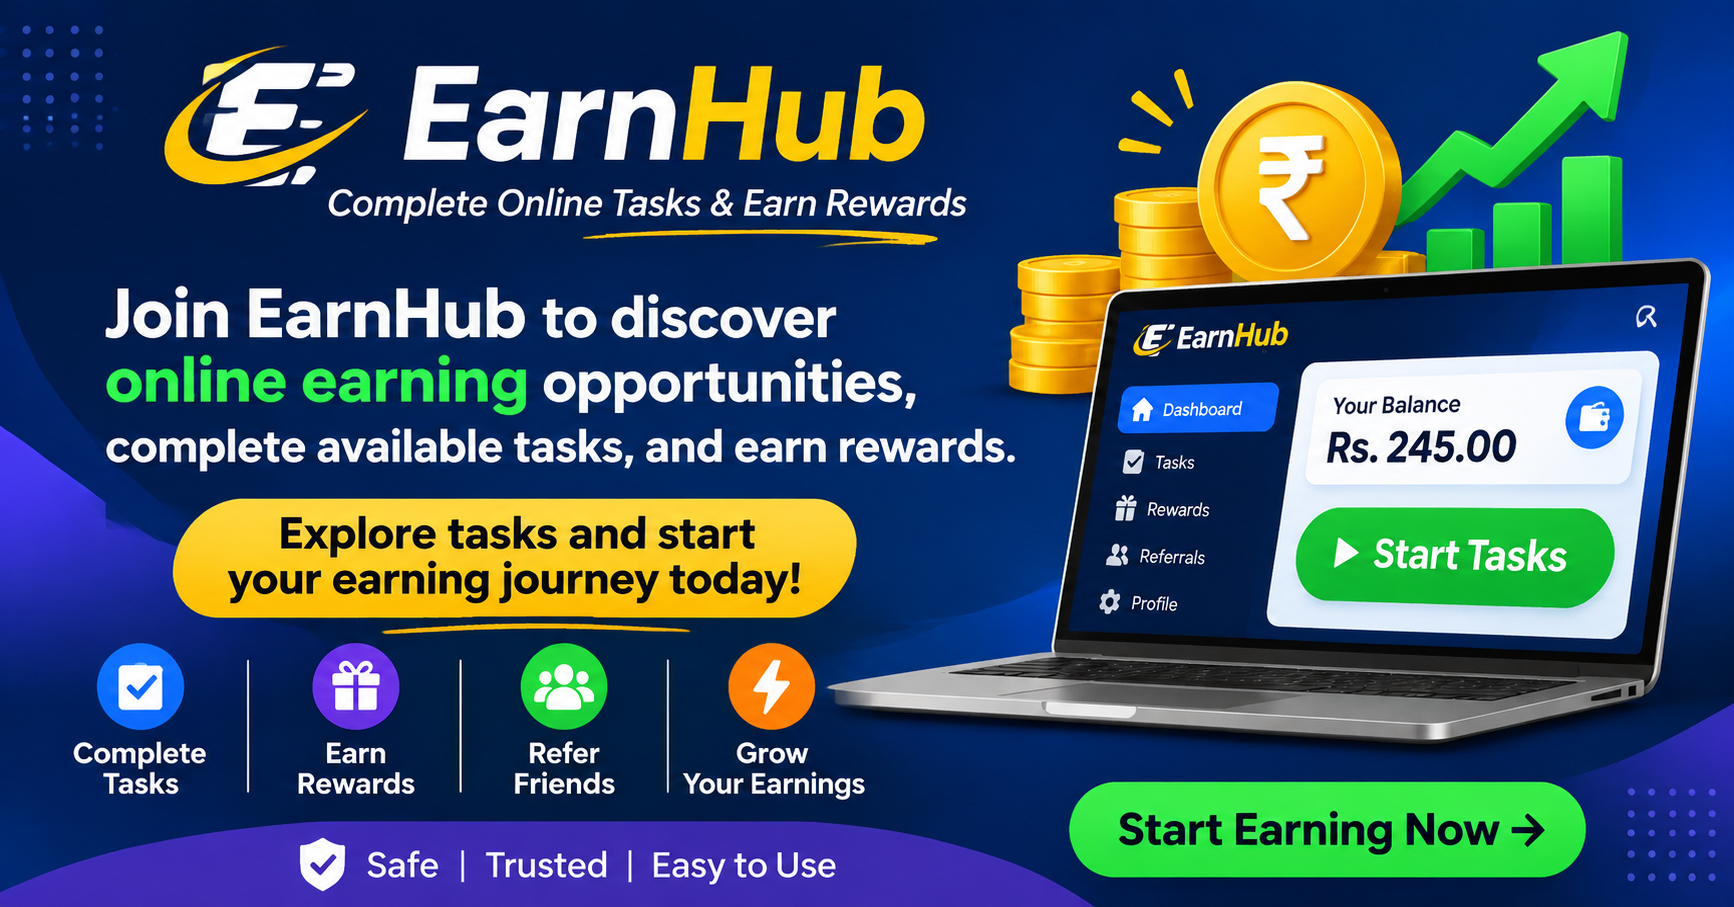 EarnHub
Complete Online Tasks & Earn Rewards
Join EarnHub to discover
online earning opportunities,
complete available tasks, and earn rewards.
Explore tasks and start
your earning journey today!
Complete
Tasks
Earn
Rewards
Refer
Friends
Grow
Your Earnings
Safe | Trusted | Easy to Use
₹
EarnHub
Dashboard
Tasks
Rewards
Referrals
Profile
Your Balance
Rs. 245.00
Start Tasks
Start Earning Now →